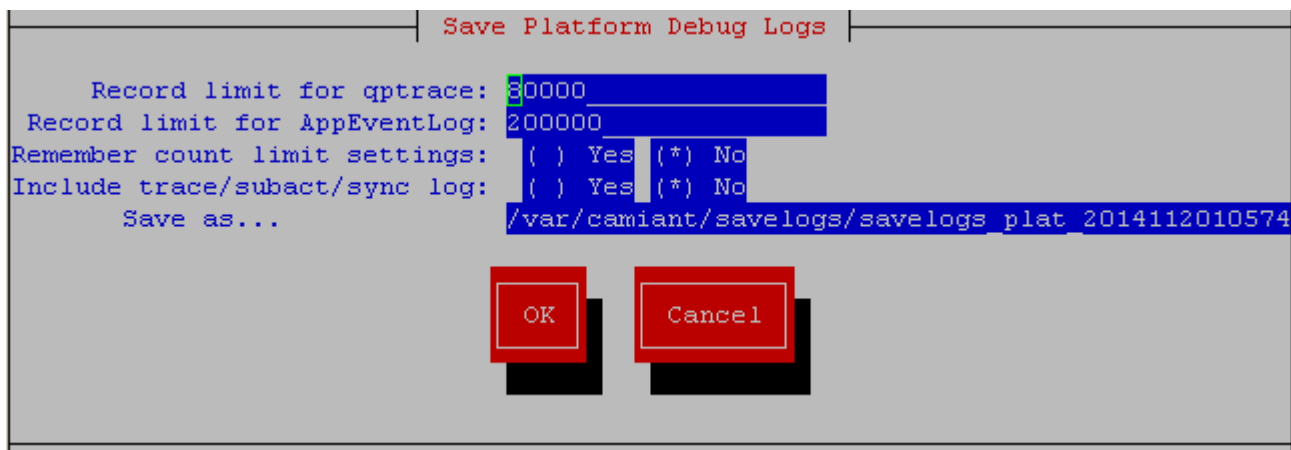 Save Platform Debug Logs
Record limit for qptrace: 80000
Record limit for AppEventLog: 200000
Remember count limit settings: ( ) Yes (*) No
Include trace/subact/sync log: ( ) Yes (*) No
Save as... /var/camiant/savelogs/savelogs_plat_2014112010574
OK Cancel